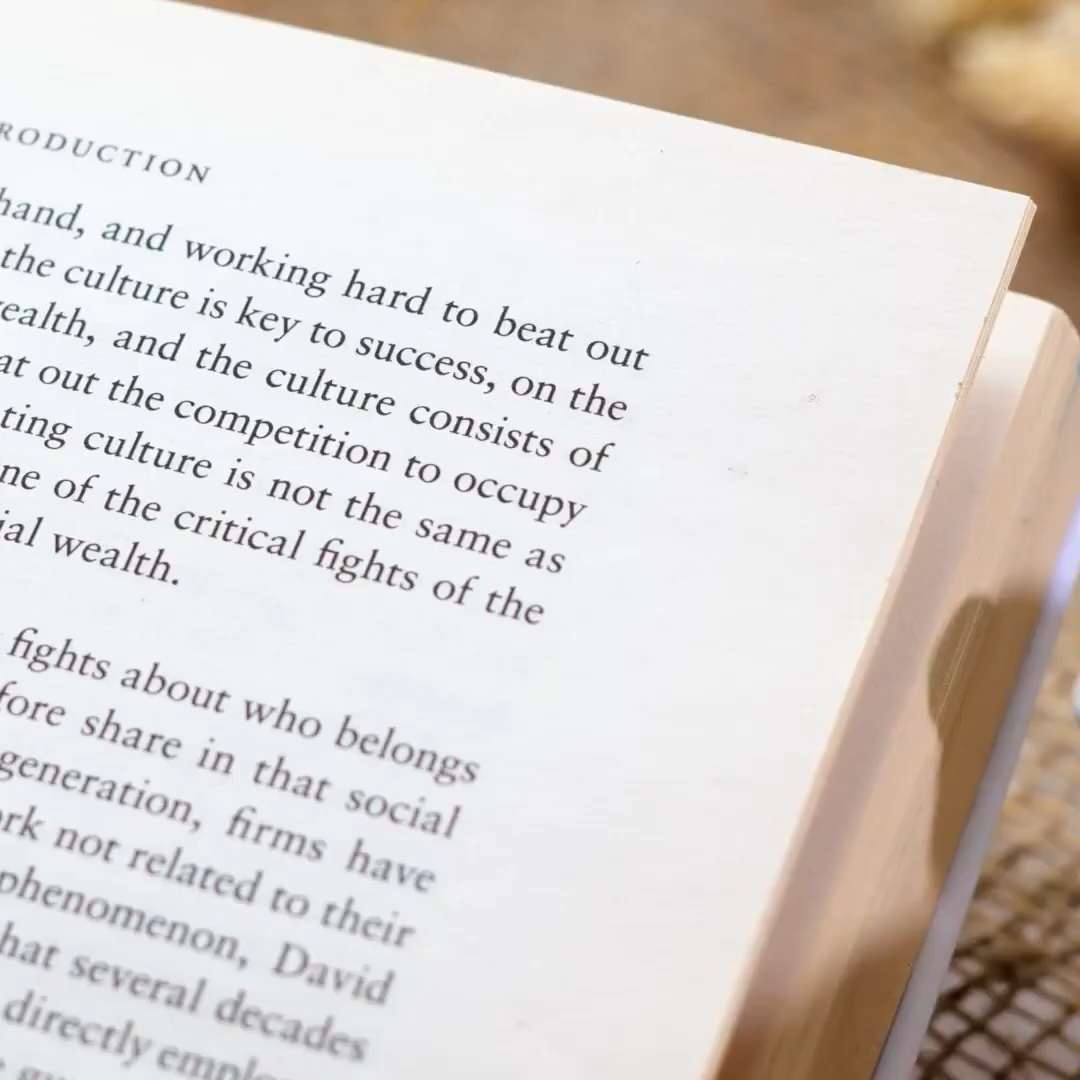 RODUCTION
hand, and working hard to beat out
the culture is key to success, on the
ealth, and the culture consists of
at out the competition to occupy
ting culture is not the same as
ne of the critical fights of the
ial wealth.
fights about who belongs
fore share in that social
generation, firms have
rk not related to their
phenomenon, David
hat several decades
directly emplo